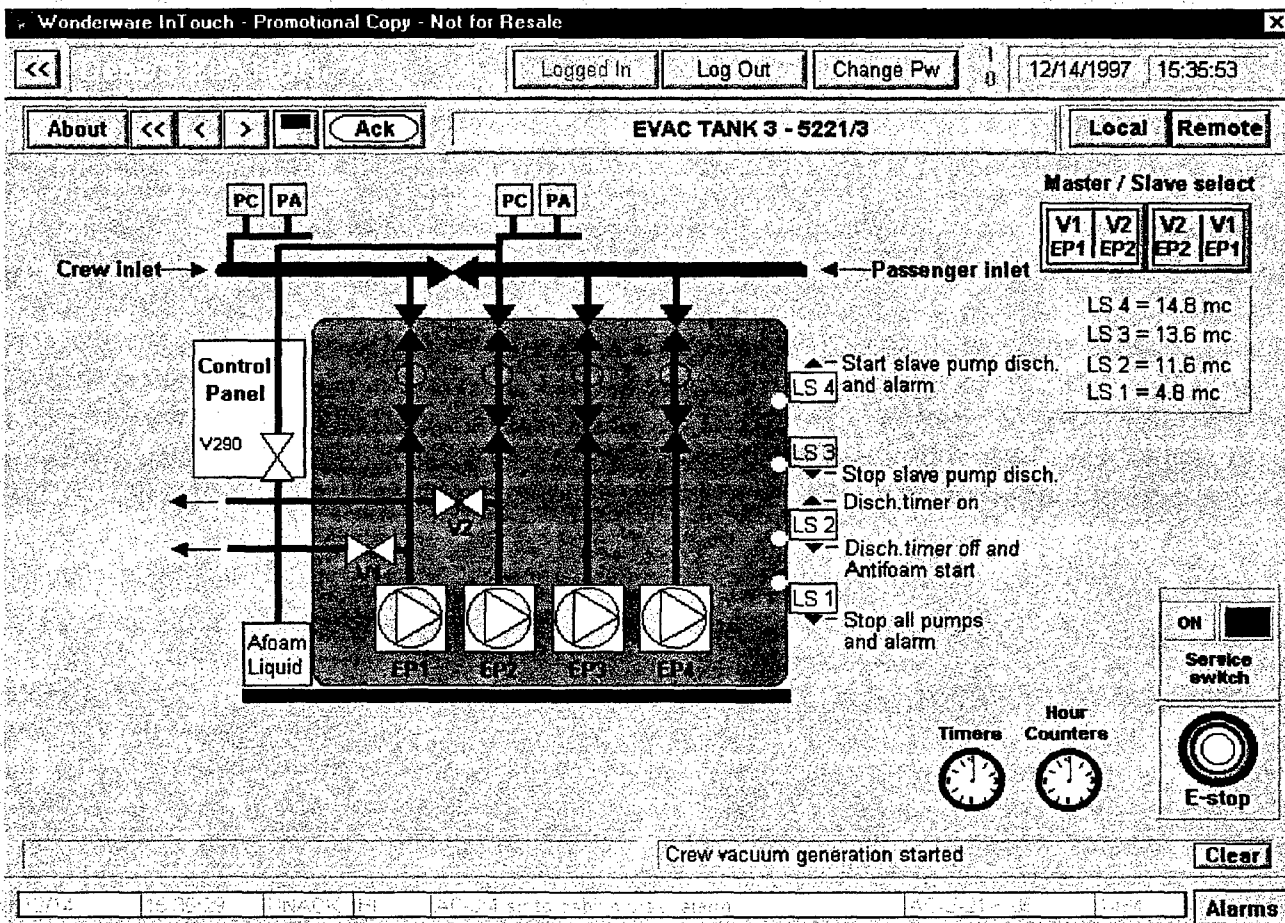 Wonderware InTouch - Promotional Copy - Not for Resale
<< Logged In Log Out Change Pw 1 0 12/14/1997 15:35:53
About << < > Ack EVAC TANK 3 - 5221/3 Local Remote
Master / Slave select
V1 V2 V2 V1
EP1 EP2 EP2 EP1
PC PA PC PA
Crew inlet Passenger inlet
LS 4 = 14.8 mc
LS 3 = 13.6 mc
LS 2 = 11.6 mc
LS 1 = 4.8 mc
Control
Panel
V290
LS 4
Start slave pump disch.
and alarm
LS 3
Stop slave pump disch.
Disch.timer on
LS 2
Disch.timer off and
Antifoam start
LS 1
Stop all pumps
and alarm
V2
Afoam
Liquid
EP1 EP2 EP3 EP4
ON
Service
switch
Timers
Hour
Counters
E-stop
Crew vacuum generation started Clear
UNACK Alarms